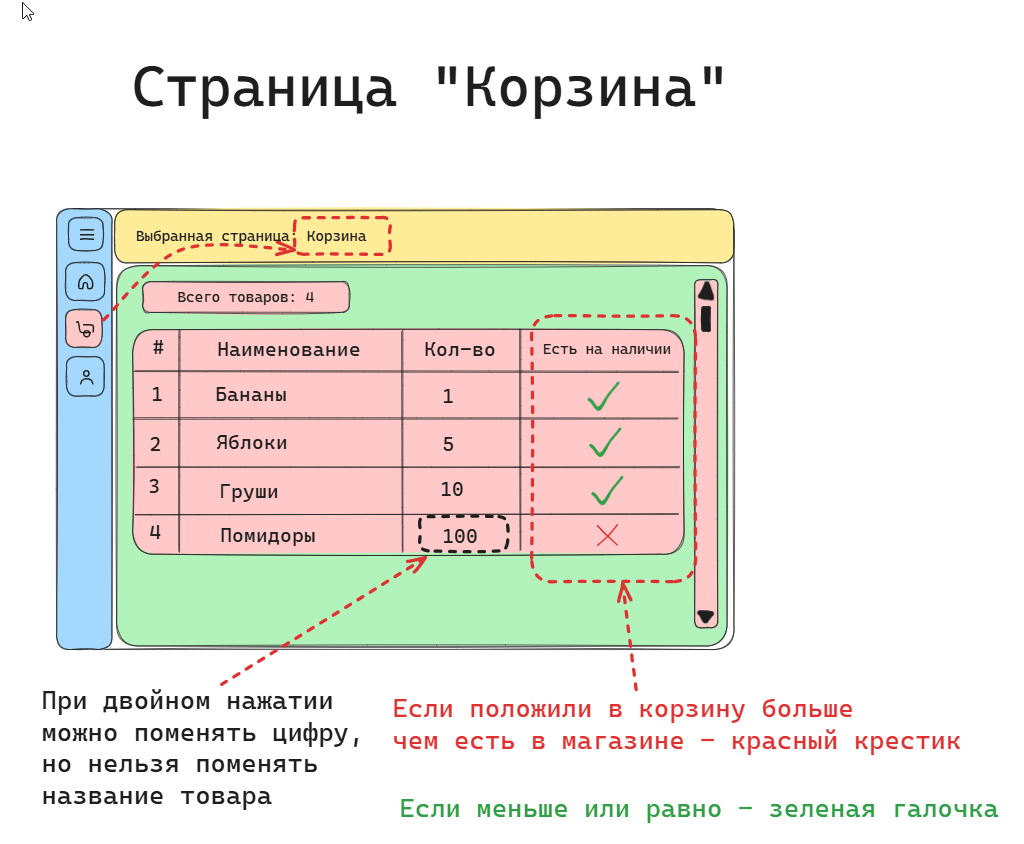 Страница "Корзина"
Выбранная страница: Корзина
Всего товаров: 4
# Наименование Кол-во Есть на наличии
1 Бананы 1
2 Яблоки 5
3 Груши 10
4 Помидоры 100
При двойном нажатии
можно поменять цифру,
но нельзя поменять
название товара
Если положили в корзину больше
чем есть в магазине - красный крестик
Если меньше или равно - зеленая галочка